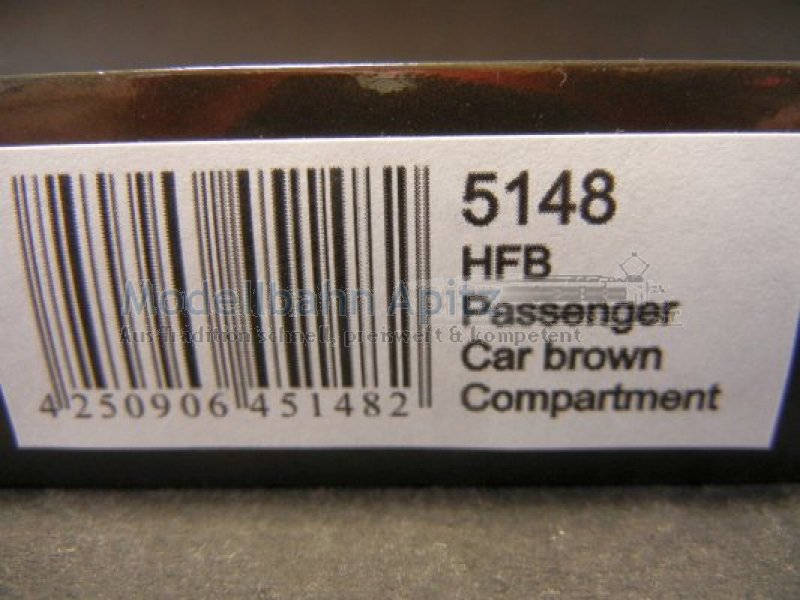 5148
HFB
Passenger
Car brown
Compartment
4 250906 451482
Modellbahn Apitz
Aus Tradition schnell, preiswert & kompetent